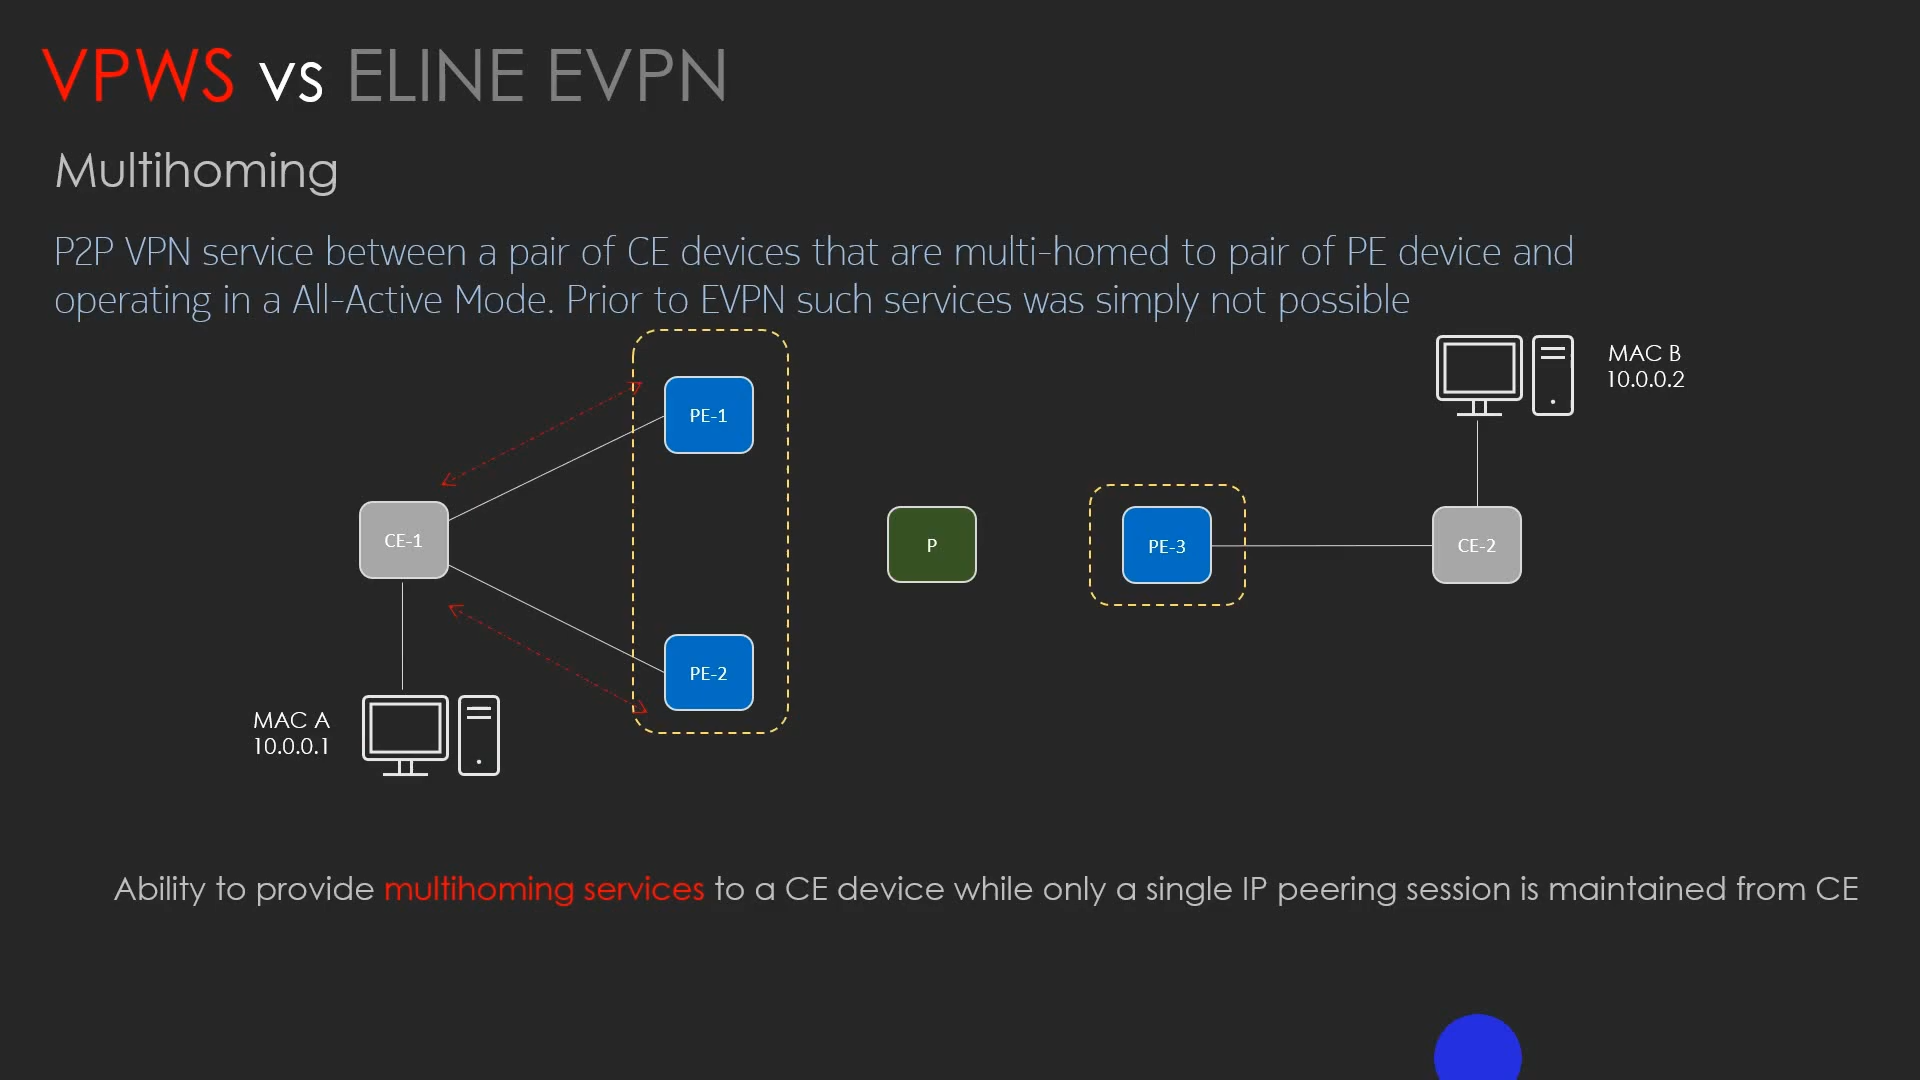 VPWS vs ELINE EVPN
Multihoming
P2P VPN service between a pair of CE devices that are multi-homed to pair of PE device and
operating in a All-Active Mode. Prior to EVPN such services was simply not possible
MAC B
10.0.0.2
PE-1
CE-1
P
PE-3
CE-2
PE-2
MAC A
10.0.0.1
Ability to provide multihoming services to a CE device while only a single IP peering session is maintained from CE